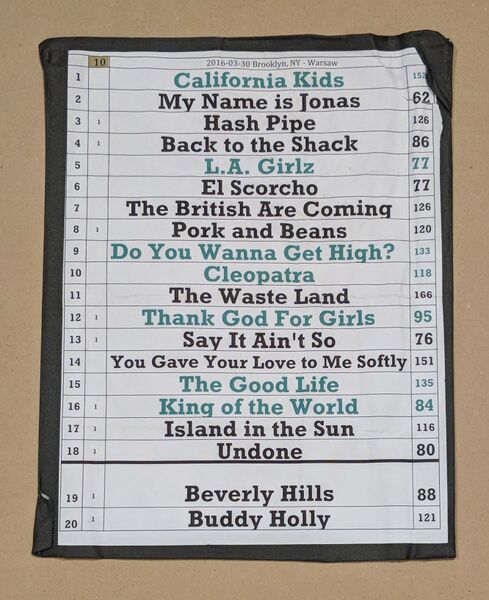 10 2016-03-30 Brooklyn, NY - Warsaw
1 California Kids 152
2 My Name is Jonas 62
3 1 Hash Pipe 126
4 1 Back to the Shack 86
5 L.A. Girlz 77
6 El Scorcho 77
7 The British Are Coming 126
8 1 Pork and Beans 120
9 Do You Wanna Get High? 133
10 Cleopatra 118
11 The Waste Land 166
12 1 Thank God For Girls 95
13 1 Say It Ain't So 76
14 You Gave Your Love to Me Softly 151
15 The Good Life 135
16 1 King of the World 84
17 1 Island in the Sun 116
18 1 Undone 80
19 1 Beverly Hills 88
20 1 Buddy Holly 121